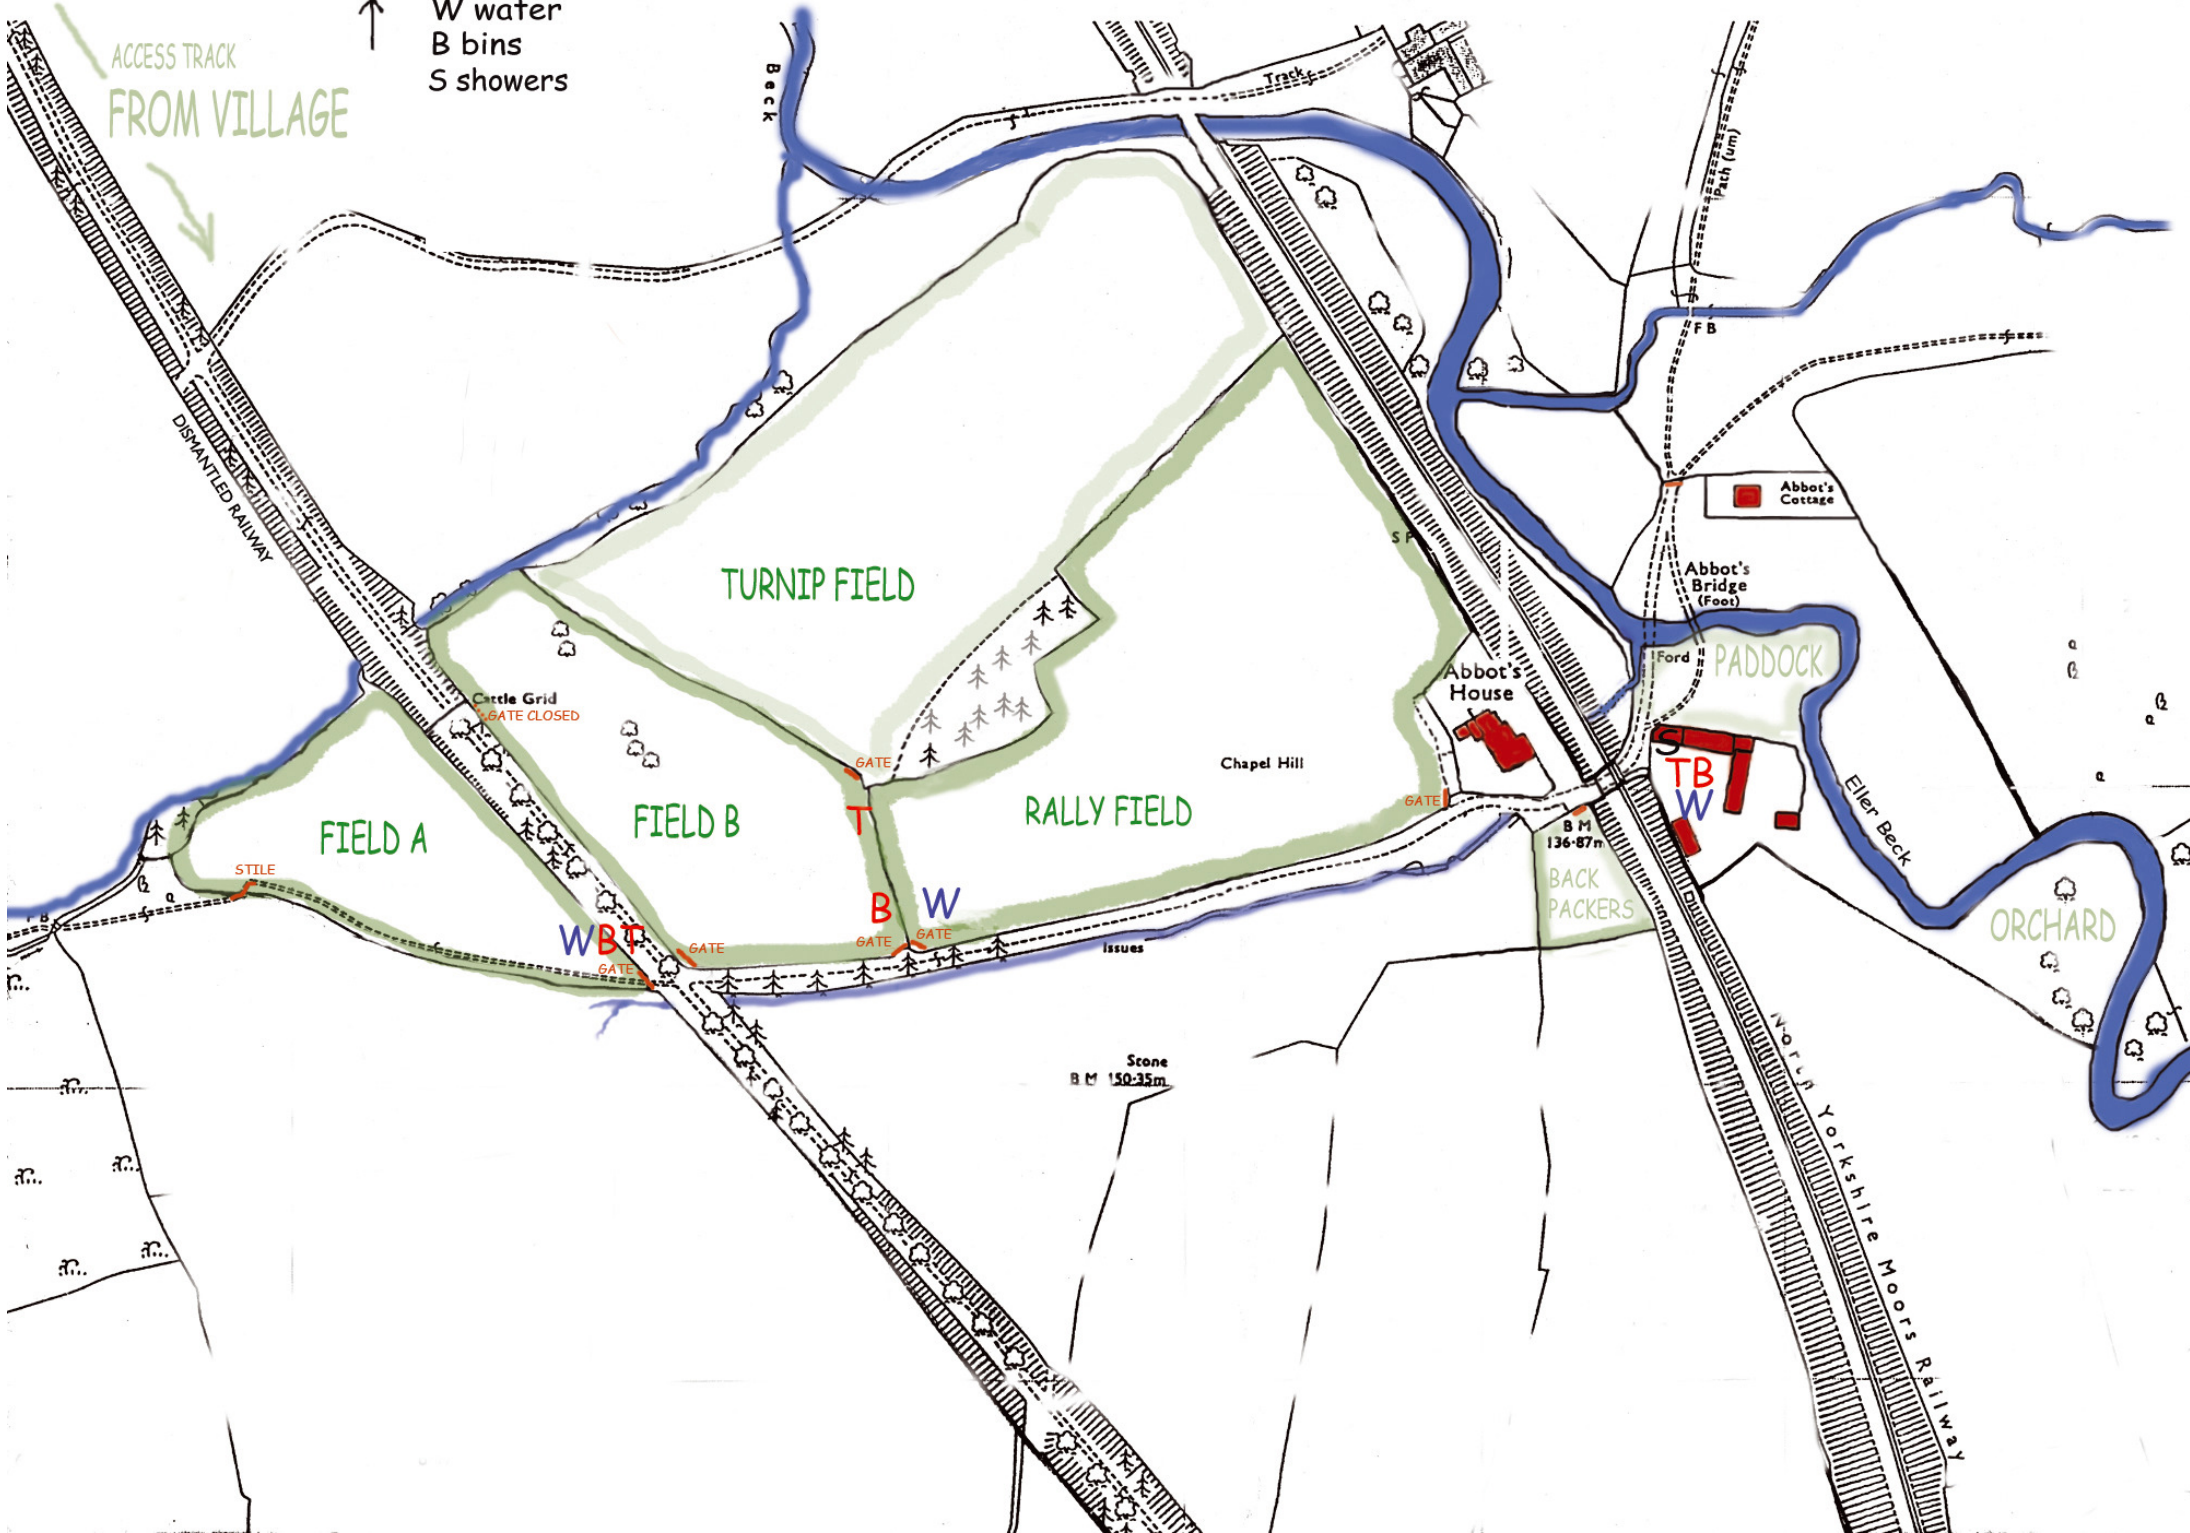 W water
B bins
S showers
ACCESS TRACK
FROM VILLAGE
Beck
Track
Path (um)
F B
DISMANTLED RAILWAY
Abbot's
Cottage
S P
Abbot's
Bridge
(Foot)
TURNIP FIELD
Ford
PADDOCK
Abbot's
House
Cattle Grid
GATE CLOSED
GATE
Chapel Hill
S
TB
W
FIELD A
FIELD B
T
RALLY FIELD
GATE
B M
136·87m
Eller Beck
STILE
BACK
PACKERS
B
W
ORCHARD
F B
WBT
GATE
GATE
GATE
GATE
Issues
Stone
B M 150·35m
North Yorkshire Moors Railway